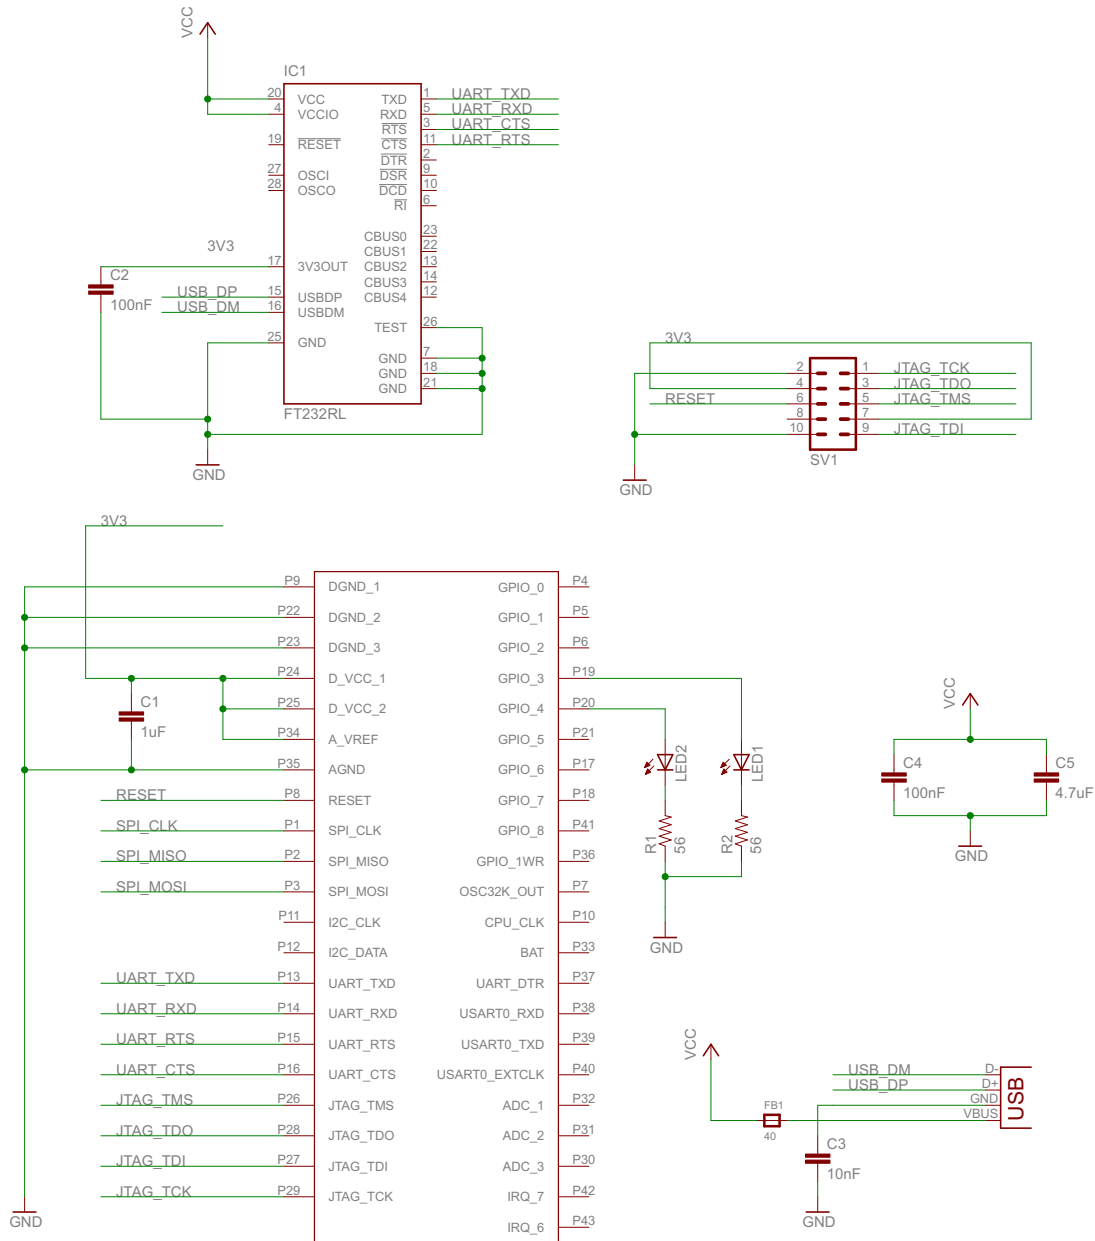 VCC
IC1
20 VCC TXD 1 UART_TXD
4 VCCIO RXD 5 UART_RXD
RTS 3 UART_CTS
19 RESET CTS 11 UART_RTS
DTR 2
27 OSCI DSR 9
28 OSCO DCD 10
RI 6
CBUS0 23
3V3 CBUS1 22
17 3V3OUT CBUS2 13
C2 CBUS3 14
100nF
USB_DP 15 USBDP CBUS4 12
USB_DM 16 USBDM
TEST 26
25 GND
GND 7
GND 18
GND 21
FT232RL
GND
3V3
2 1 JTAG_TCK
4 3 JTAG_TDO
RESET 6 5 JTAG_TMS
8 7
10 9 JTAG_TDI
SV1
GND
3V3
P9 DGND_1 GPIO_0 P4
P22 DGND_2 GPIO_1 P5
P23 DGND_3 GPIO_2 P6
P24 D_VCC_1 GPIO_3 P19
C1
1uF
P25 D_VCC_2 GPIO_4 P20
P34 A_VREF GPIO_5 P21
P35 AGND GPIO_6 P17
RESET P8 RESET GPIO_7 P18
SPI_CLK P1 SPI_CLK GPIO_8 P41
SPI_MISO P2 SPI_MISO GPIO_1WR P36
SPI_MOSI P3 SPI_MOSI OSC32K_OUT P7
P11 I2C_CLK CPU_CLK P10
P12 I2C_DATA BAT P33
UART_TXD P13 UART_TXD UART_DTR P37
UART_RXD P14 UART_RXD USART0_RXD P38
UART_RTS P15 UART_RTS USART0_TXD P39
UART_CTS P16 UART_CTS USART0_EXTCLK P40
JTAG_TMS P26 JTAG_TMS ADC_1 P32
JTAG_TDO P28 JTAG_TDO ADC_2 P31
JTAG_TDI P27 JTAG_TDI ADC_3 P30
JTAG_TCK P29 JTAG_TCK IRQ_7 P42
GND
IRQ_6 P43
LED2
LED1
R1
56
R2
56
GND
VCC
C4
100nF
C5
4.7uF
GND
VCC
USB_DM D-
USB_DP D+
GND
VBUS
USB
FB1
40
C3
10nF
GND